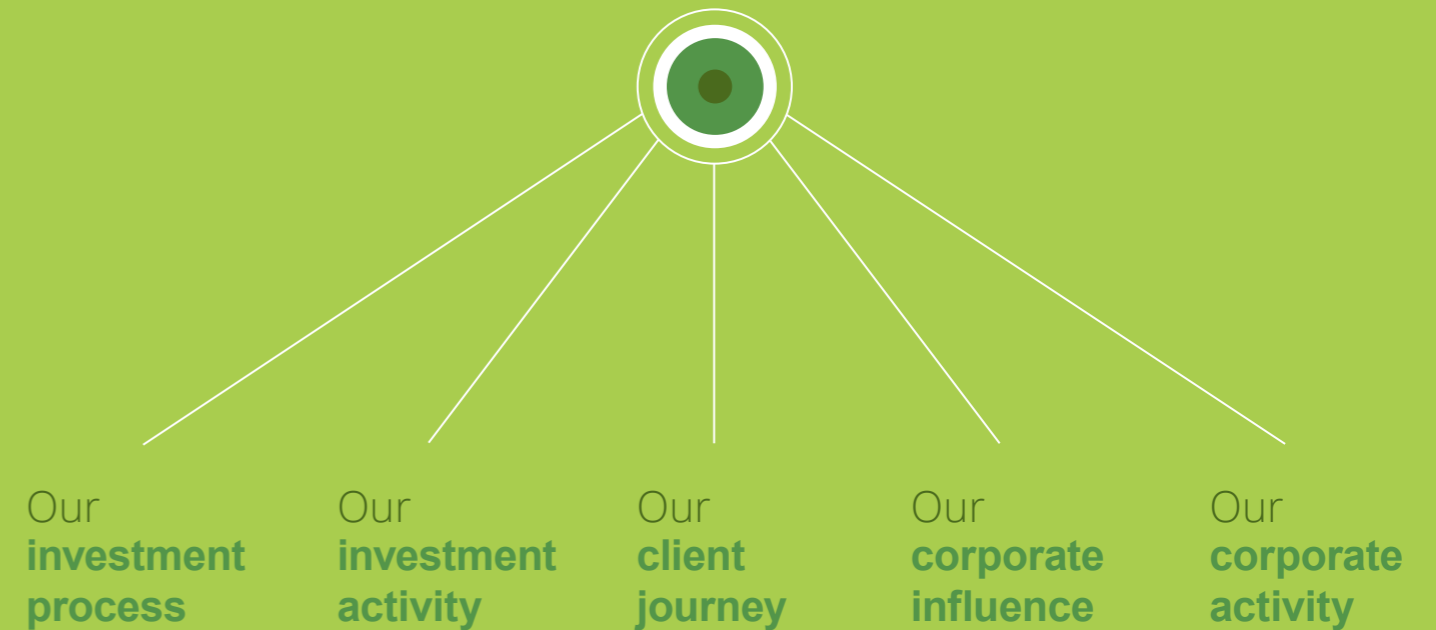 Our
investment
process
Our
investment
activity
Our
client
journey
Our
corporate
influence
Our
corporate
activity